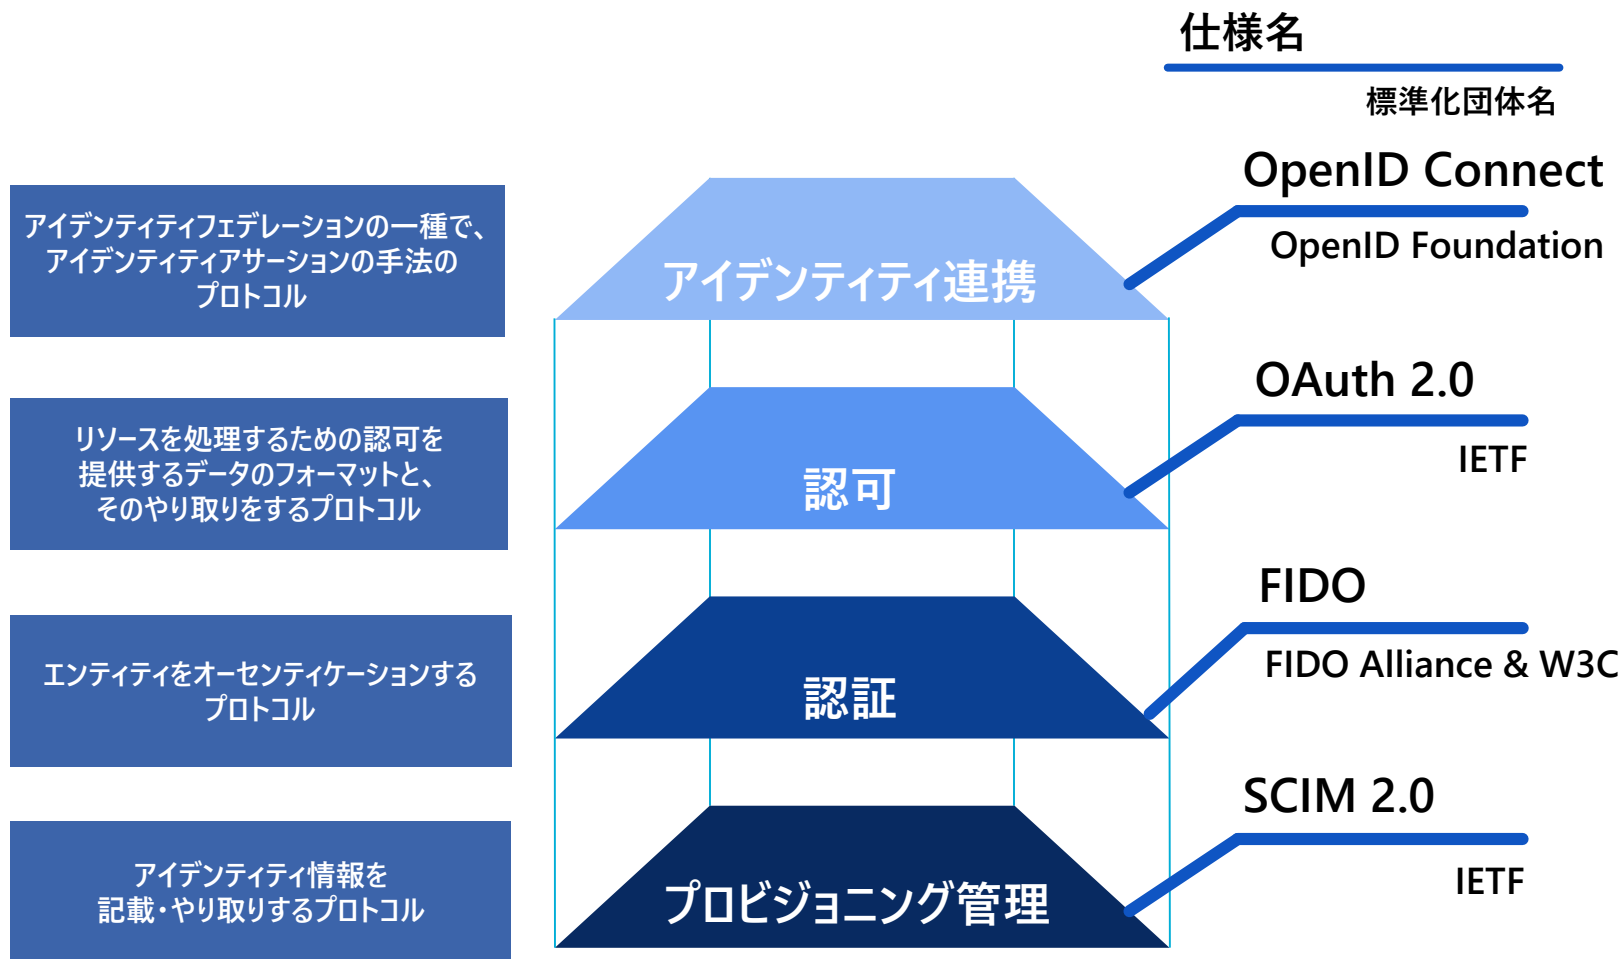 仕様名
標準化団体名
アイデンティティフェデレーションの一種で、
アイデンティティアサーションの手法の
プロトコル
アイデンティティ連携
OpenID Connect
OpenID Foundation
リソースを処理するための認可を
提供するデータのフォーマットと、
そのやり取りをするプロトコル
認可
OAuth 2.0
IETF
エンティティをオーセンティケーションする
プロトコル
認証
FIDO
FIDO Alliance & W3C
アイデンティティ情報を
記載・やり取りするプロトコル
プロビジョニング管理
SCIM 2.0
IETF